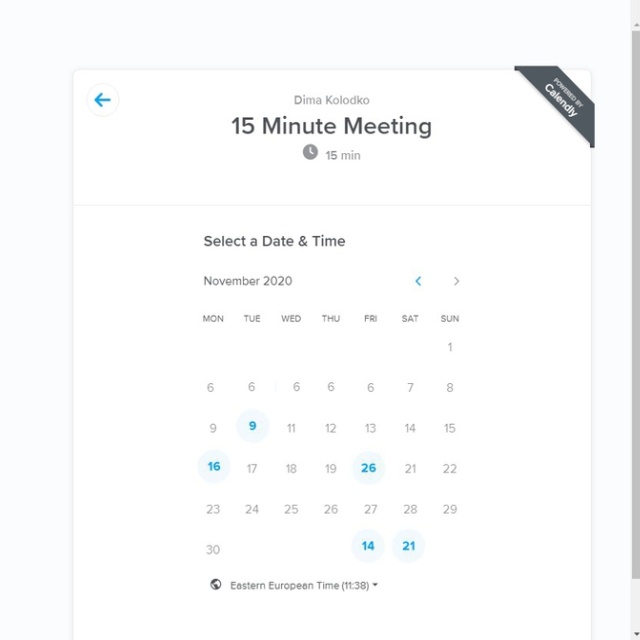 POWERED BY
Calendly
Dima Kolodko
15 Minute Meeting
15 min
Select a Date & Time
November 2020
MON TUE WED THU FRI SAT SUN
1
6 6 6 6 6 7 8
9 9 11 12 13 14 15
16 17 18 19 26 21 22
23 24 25 26 27 28 29
30 14 21
Eastern European Time (11:38)